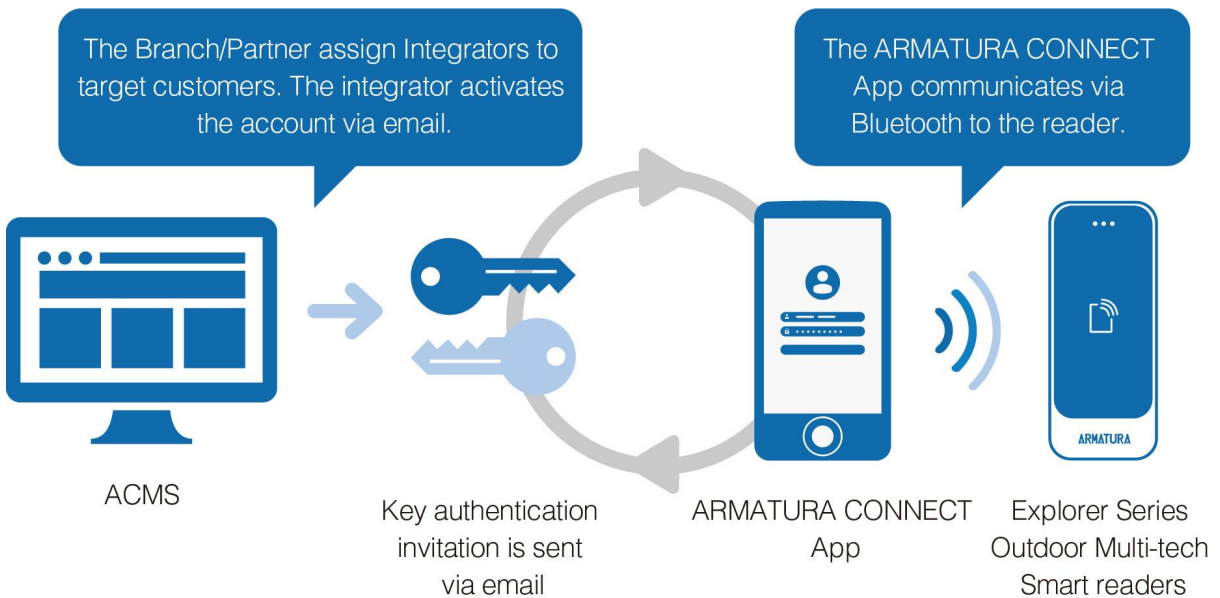 The Branch/Partner assign Integrators to
target customers. The integrator activates
the account via email.
The ARMATURA CONNECT
App communicates via
Bluetooth to the reader.
ARMATURA
ACMS
Key authentication
invitation is sent
via email
ARMATURA CONNECT
App
Explorer Series
Outdoor Multi-tech
Smart readers